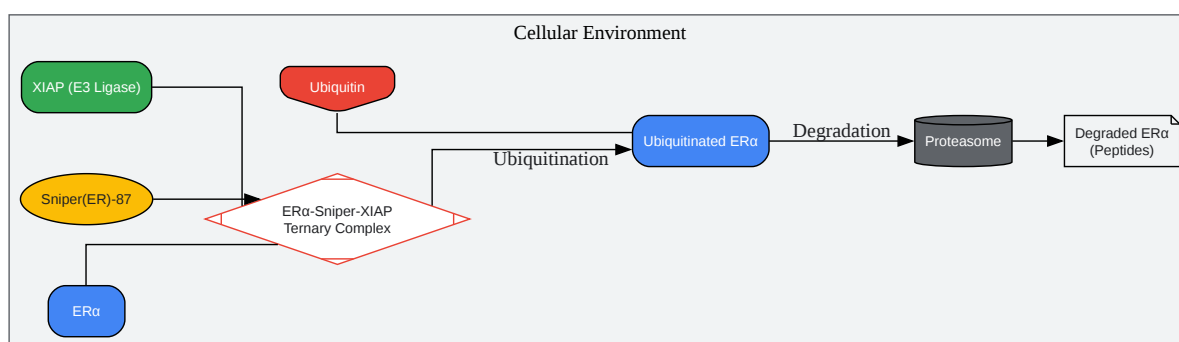 Cellular Environment
XIAP (E3 Ligase)
Ubiquitin
Ubiquitinated ERα
Degradation
Proteasome
Degraded ERα
(Peptides)
Ubiquitination
Sniper(ER)-87
ERα-Sniper-XIAP
Ternary Complex
ERα